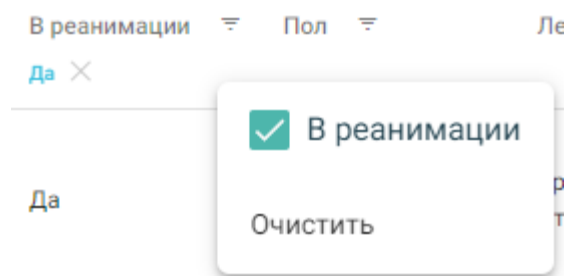 В реанимации Пол
Да
В реанимации
Да
Очистить